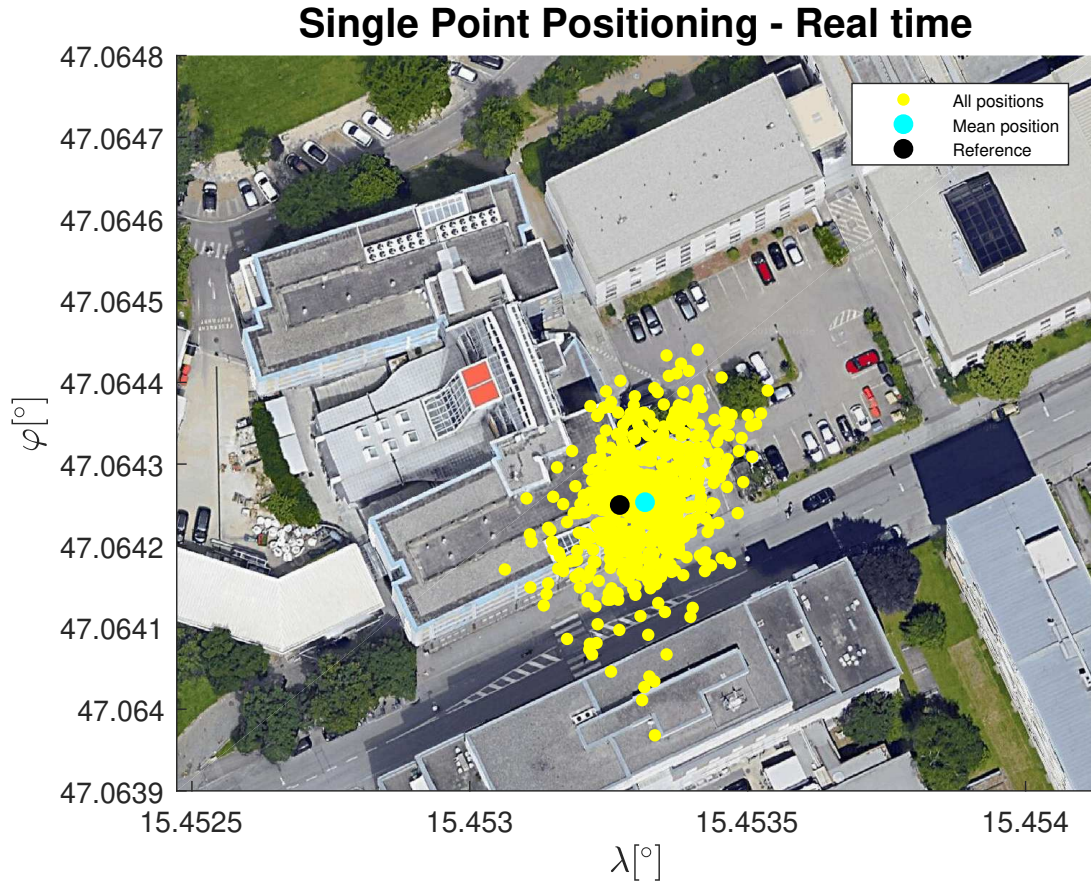 Single Point Positioning - Real time
47.0648
47.0647
47.0646
47.0645
47.0644
47.0643
47.0642
47.0641
47.064
47.0639
φ[°]
All positions
Mean position
Reference
15.4525
15.453
15.4535
15.454
λ[°]